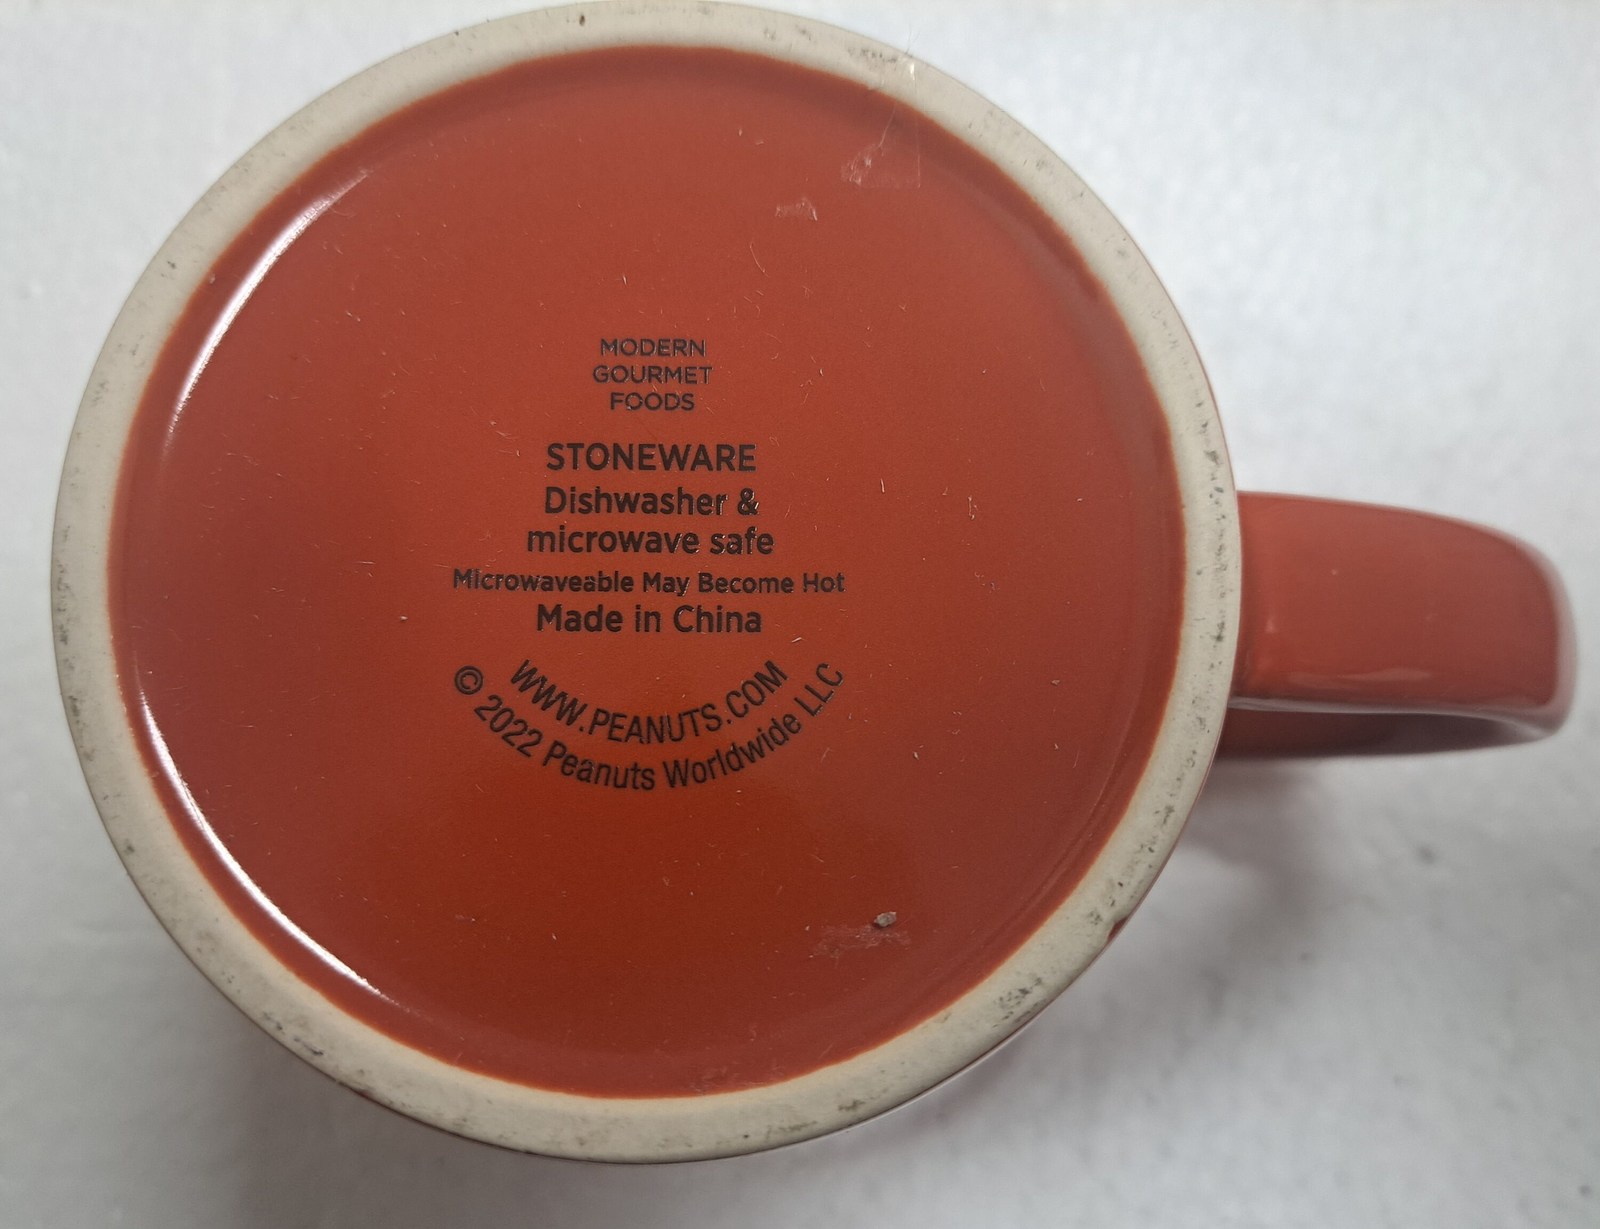 MODERN
GOURMET
FOODS
STONEWARE
Dishwasher &
microwave safe
Microwaveable May Become Hot
Made in China
WWW.PEANUTS.COM
© 2022 Peanuts Worldwide LLC